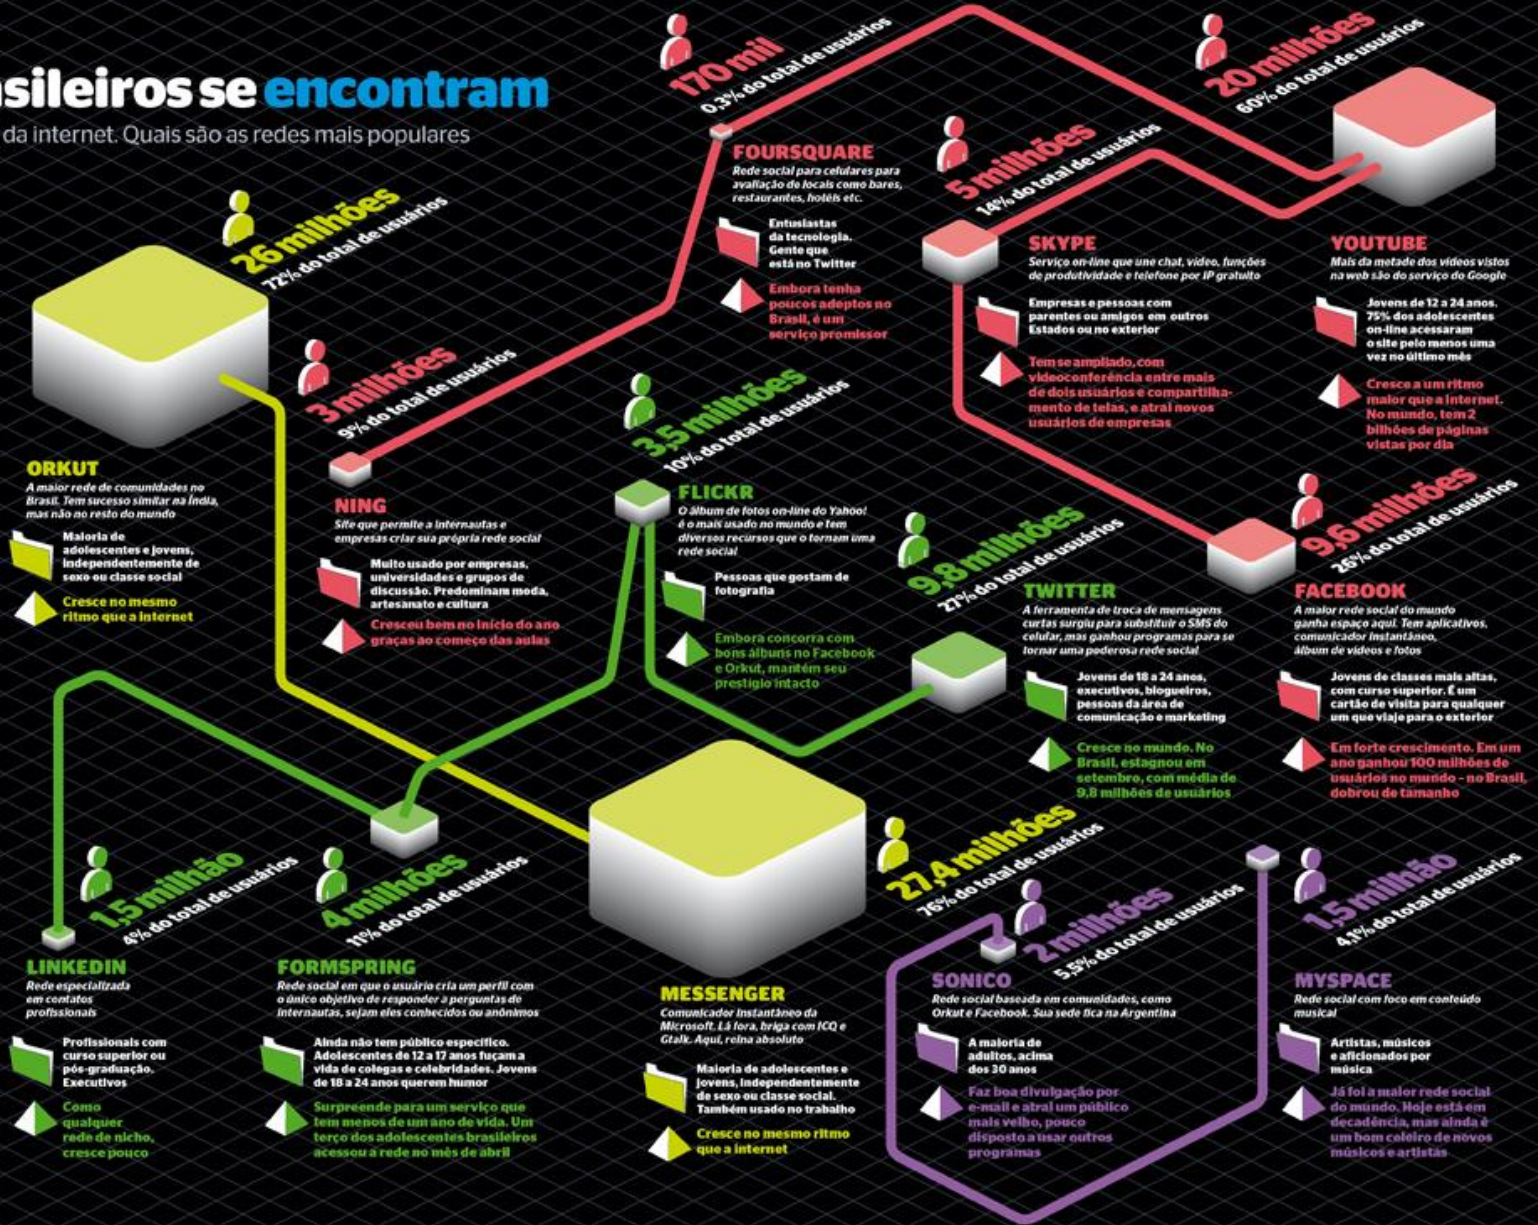 sileiros se encontram
da internet. Quais são as redes mais populares
26 milhões
72% do total de usuários
ORKUT
A maior rede de comunidades no
Brasil. Tem sucesso similar na Índia,
mas não no resto do mundo
Maioria de
adolescentes e jovens,
independentemente de
sexo ou classe social
Cresce no mesmo
ritmo que a internet
3 milhões
9% do total de usuários
NING
Site que permite a internautas e
empresas criar sua própria rede social
Muito usado por empresas,
universidades e grupos de
discussão. Predominam moda,
artesanato e cultura
Cresceu bem no início do ano
graças ao começo das aulas
170 mil
0,3% do total de usuários
FOURSQUARE
Rede social para celulares para
avaliação de locais como bares,
restaurantes, hotéis etc.
Entusiastas
da tecnologia.
Gente que
está no Twitter
Embora tenha
poucos adeptos no
Brasil, é um
serviço promissor
5 milhões
14% do total de usuários
SKYPE
Serviço on-line que une chat, vídeo, funções
de produtividade e telefone por IP gratuito
Empresas e pessoas com
parentes ou amigos em outros
Estados ou no exterior
Tem se ampliado, com
videoconferência entre mais
de dois usuários e compartilha-
mento de telas, e atrai novos
usuários de empresas
20 milhões
60% do total de usuários
YOUTUBE
Mais da metade dos vídeos vistos
na web são do serviço do Google
Jovens de 12 a 24 anos.
75% dos adolescentes
on-line acessaram
o site pelo menos uma
vez no último mês
Cresce a um ritmo
maior que a internet.
No mundo, tem 2
bilhões de páginas
vistas por dia
3,5 milhões
10% do total de usuários
FLICKR
O álbum de fotos on-line do Yahoo!
é o mais usado no mundo e tem
diversos recursos que o tornam uma
rede social
Pessoas que gostam de
fotografia
Embora concorra com
bons álbuns no Facebook
e Orkut, mantém seu
prestígio intacto
9,8 milhões
27% do total de usuários
TWITTER
A ferramenta de troca de mensagens
curtas surgiu para substituir o SMS do
celular, mas ganhou programas para se
tornar uma poderosa rede social
Jovens de 18 a 24 anos,
executivos, blogueiros,
pessoas da área de
comunicação e marketing
Cresce no mundo. No
Brasil, estagnou em
setembro, com média de
9,8 milhões de usuários
9,6 milhões
26% do total de usuários
FACEBOOK
A maior rede social do mundo
ganha espaço aqui. Tem aplicativos,
comunicador instantâneo,
álbum de vídeos e fotos
Jovens de classes mais altas,
com curso superior. É um
cartão de visita para qualquer
um que viaje para o exterior
Em forte crescimento. Em um
ano ganhou 100 milhões de
usuários no mundo - no Brasil,
dobrou de tamanho
1,5 milhão
4% do total de usuários
LINKEDIN
Rede especializada
em contatos
profissionais
Profissionais com
curso superior ou
pós-graduação.
Executivos
Como
qualquer
rede de nicho,
cresce pouco
4 milhões
11% do total de usuários
FORMSPRING
Rede social em que o usuário cria um perfil com
o único objetivo de responder a perguntas de
internautas, sejam eles conhecidos ou anônimos
Ainda não tem público específico.
Adolescentes de 12 a 17 anos fuçam a
vida de colegas e celebridades. Jovens
de 18 a 24 anos querem humor
Surpreende para um serviço que
tem menos de um ano de vida. Um
terço dos adolescentes brasileiros
acessou a rede no mês de abril
27,4 milhões
76% do total de usuários
MESSENGER
Comunicador instantâneo da
Microsoft. Lá fora, briga com ICQ e
Gtalk. Aqui, reina absoluto
Maioria de adolescentes e
jovens, independentemente
de sexo ou classe social.
Também usado no trabalho
Cresce no mesmo ritmo
que a internet
2 milhões
5,5% do total de usuários
SONICO
Rede social baseada em comunidades, como
Orkut e Facebook. Sua sede fica na Argentina
A maioria de
adultos, acima
dos 30 anos
Faz boa divulgação por
e-mail e atrai um público
mais velho, pouco
disposto a usar outros
programas
1,5 milhão
4,1% do total de usuários
MYSPACE
Rede social com foco em conteúdo
musical
Artistas, músicos
e aficionados por
música
Já foi a maior rede social
do mundo. Hoje está em
decadência, mas ainda é
um bom celeiro de novos
músicos e artistas